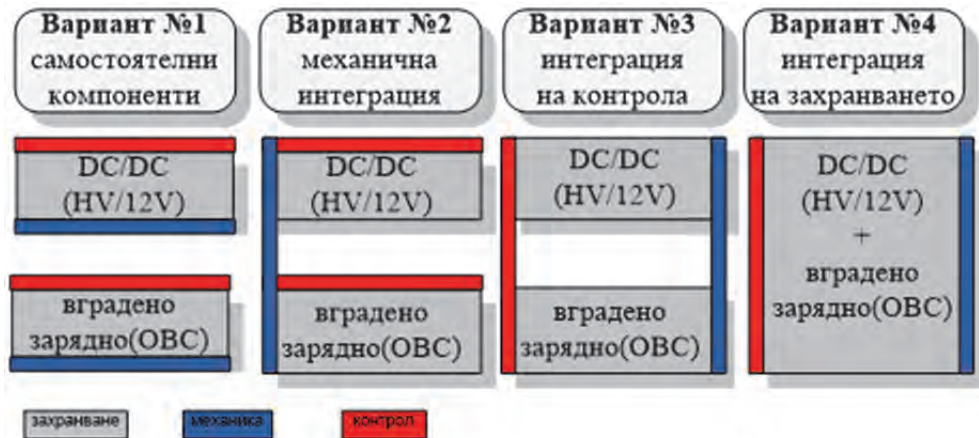 Вариант №1
самостоятелни
компоненти
Вариант №2
механична
интеграция
Вариант №3
интеграция
на контрола
Вариант №4
интеграция
на захранването
DC/DC
(HV/12V)
вградено
зарядно(OBC)
DC/DC
(HV/12V)
вградено
зарядно(OBC)
DC/DC
(HV/12V)
вградено
зарядно(OBC)
DC/DC
(HV/12V)
+
вградено
зарядно(OBC)
захранване
механика
контрол